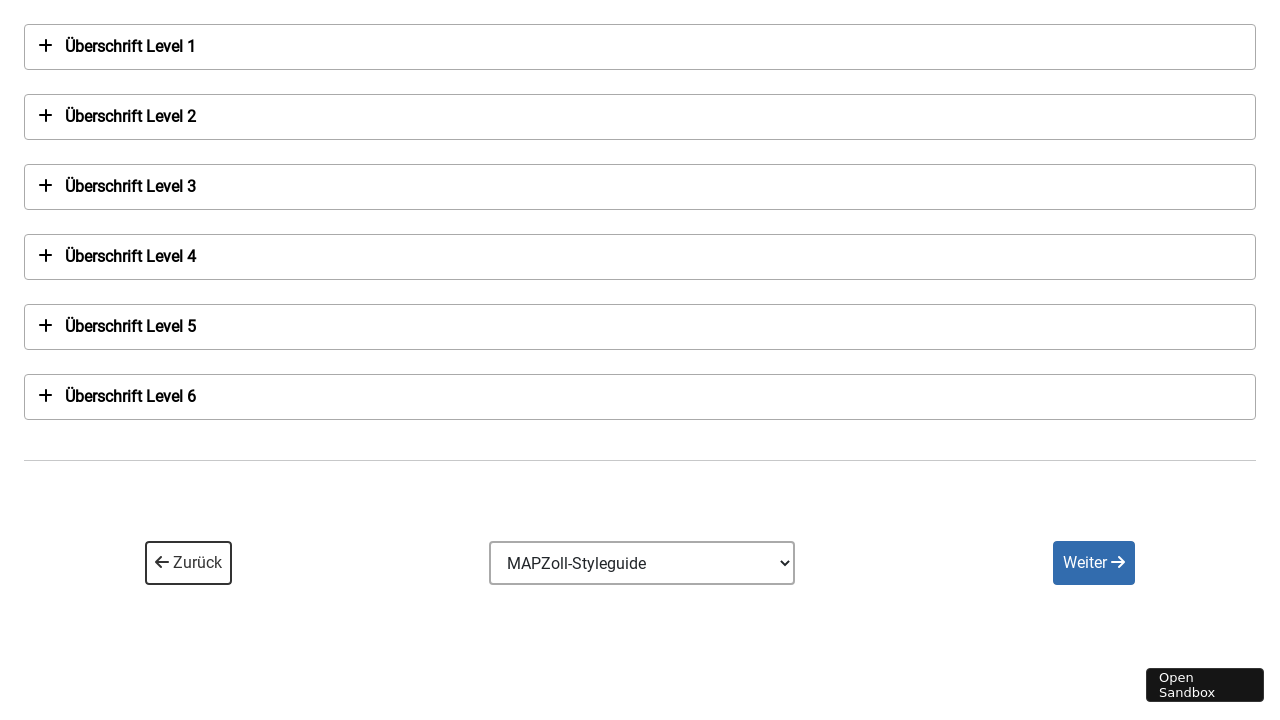 Überschrift Level 1
Überschrift Level 2
Überschrift Level 3
Überschrift Level 4
Überschrift Level 5
Überschrift Level 6
Zurück
MAPZoll-Styleguide
Weiter
Open
Sandbox